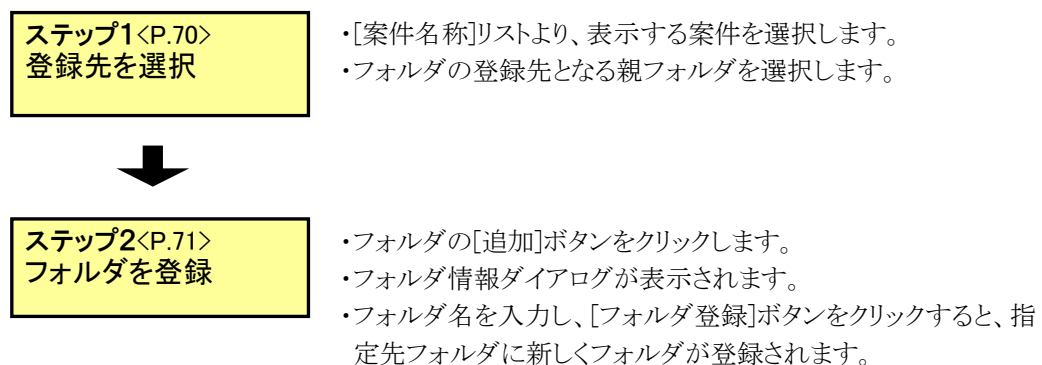 ステップ1<P.70>
登録先を選択
・[案件名称]リストより、表示する案件を選択します。
・フォルダの登録先となる親フォルダを選択します。
ステップ2<P.71>
フォルダを登録
・フォルダの[追加]ボタンをクリックします。
・フォルダ情報ダイアログが表示されます。
・フォルダ名を入力し、[フォルダ登録]ボタンをクリックすると、指
定先フォルダに新しくフォルダが登録されます。